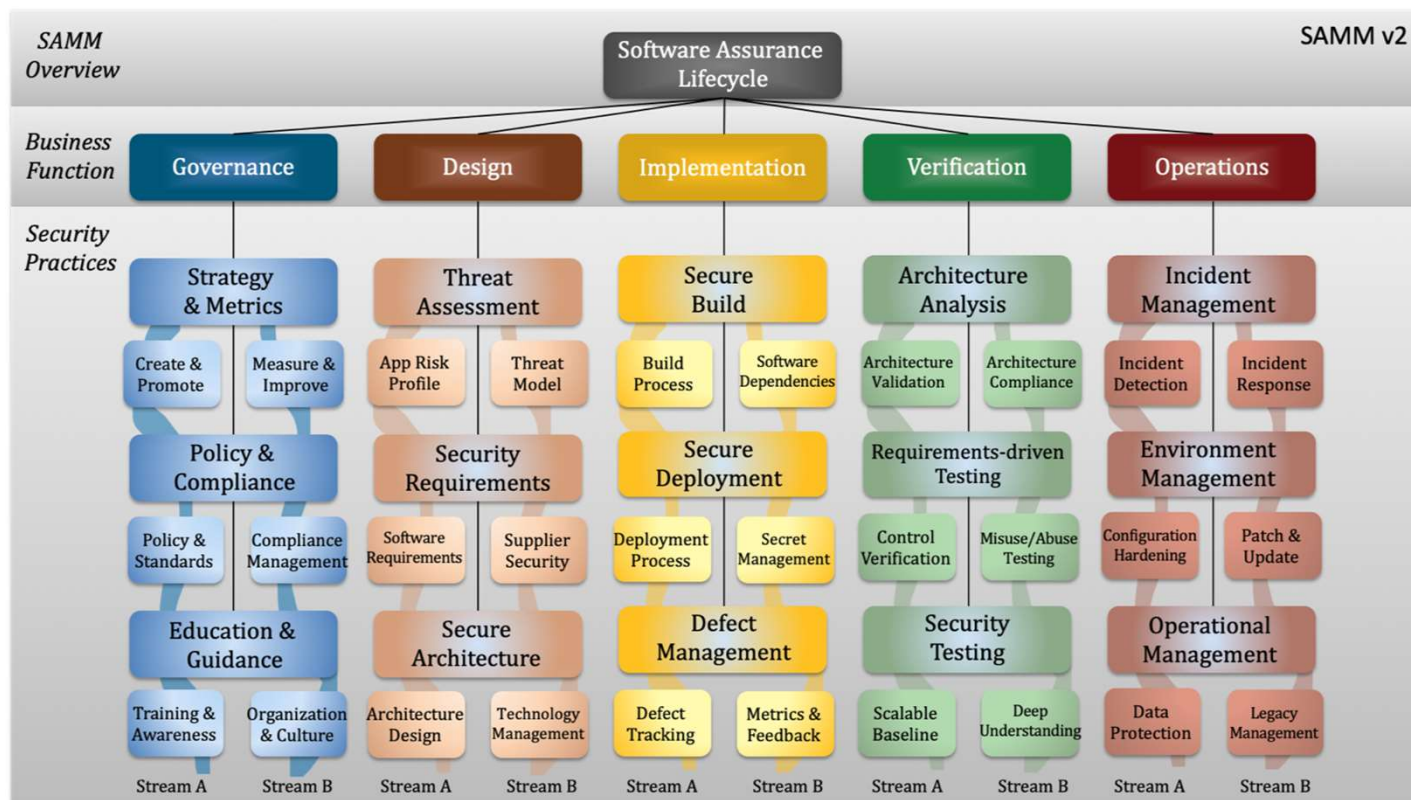 SAMM
Overview
Software Assurance
Lifecycle
SAMM v2
Business
Function
Governance
Design
Implementation
Verification
Operations
Security
Practices
Strategy
& Metrics
Threat
Assessment
Secure
Build
Architecture
Analysis
Incident
Management
Create &
Promote
Measure &
Improve
App Risk
Profile
Threat
Model
Build
Process
Software
Dependencies
Architecture
Validation
Architecture
Compliance
Incident
Detection
Incident
Response
Policy &
Compliance
Security
Requirements
Secure
Deployment
Requirements-driven
Testing
Environment
Management
Policy &
Standards
Compliance
Management
Software
Requirements
Supplier
Security
Deployment
Process
Secret
Management
Control
Verification
Misuse/Abuse
Testing
Configuration
Hardening
Patch &
Update
Education &
Guidance
Secure
Architecture
Defect
Management
Security
Testing
Operational
Management
Training &
Awareness
Organization
& Culture
Architecture
Design
Technology
Management
Defect
Tracking
Metrics &
Feedback
Scalable
Baseline
Deep
Understanding
Data
Protection
Legacy
Management
Stream A
Stream B
Stream A
Stream B
Stream A
Stream B
Stream A
Stream B
Stream A
Stream B